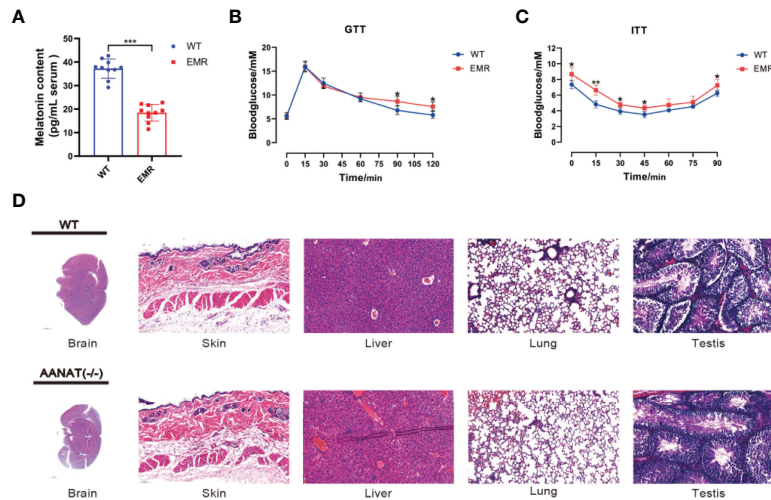 A
***
WT
EMR
Melatonin content
(pg/mL serum)
50
40
30
20
10
0
WT
EMR
B
GTT
WT
EMR
Bloodglucose/mM
20
15
10
5
0
*
*
0 15 30 45 60 75 90 105 120
Time/min
C
ITT
WT
EMR
Bloodglucose/mM
12
10
8
6
4
2
0
*
**
*
*
*
0 15 30 45 60 75 90
Time/min
D
WT
Brain
Skin
Liver
Lung
Testis
AANAT(-/-)
Brain
Skin
Liver
Lung
Testis